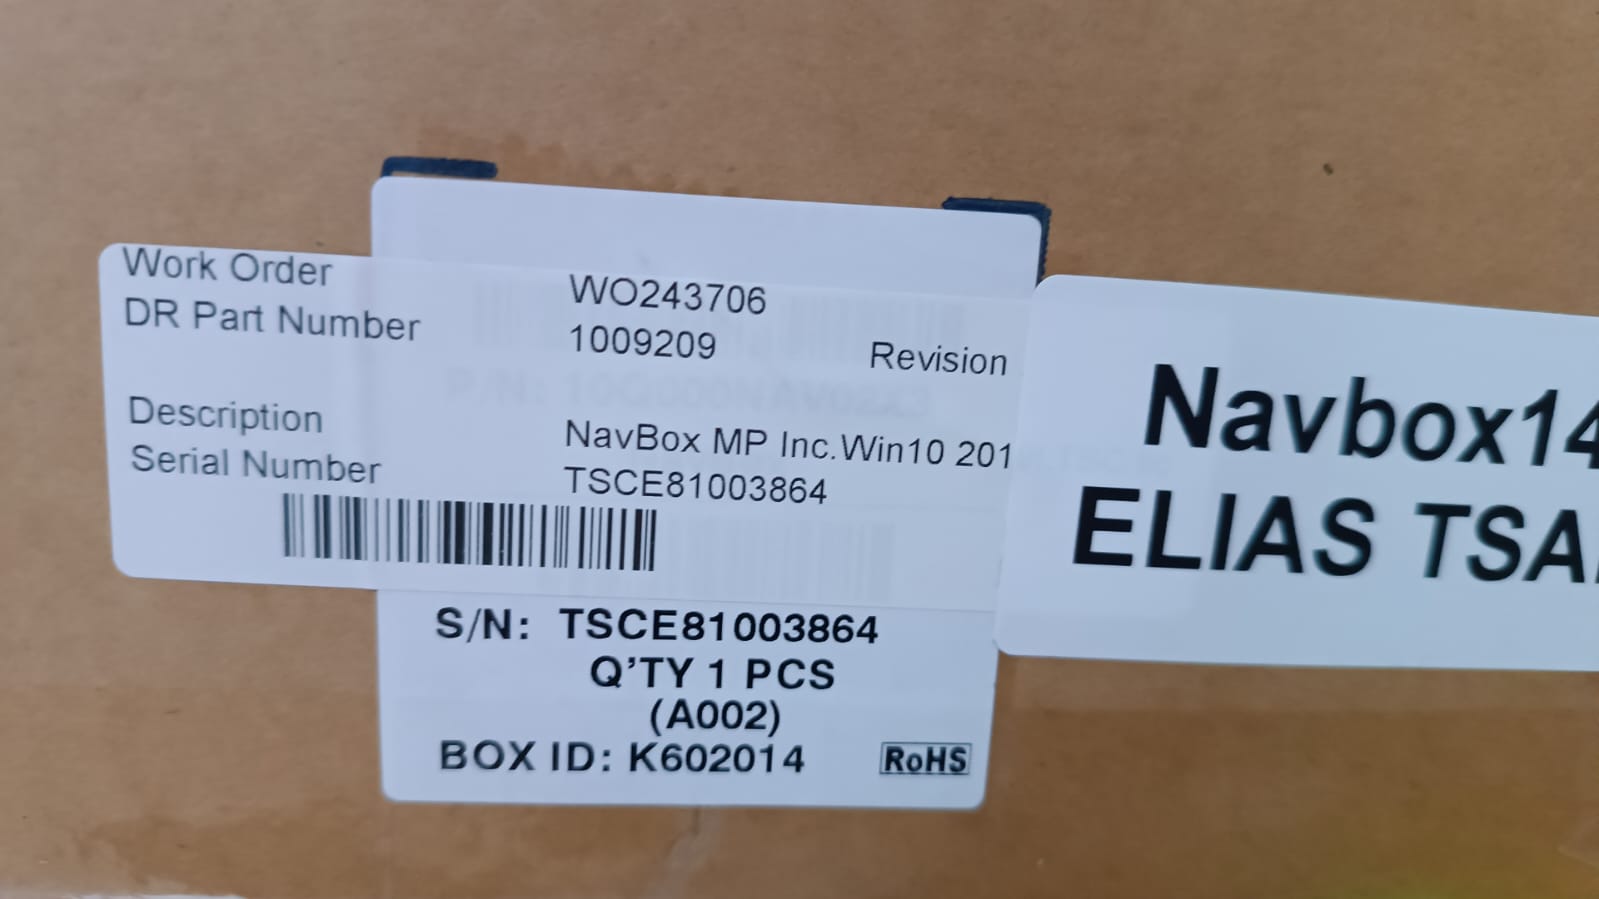 Work Order WO243706
DR Part Number 1009209 Revision
Description NavBox MP Inc.Win10 201
Serial Number TSCE81003864
S/N: TSCE81003864
Q'TY 1 PCS
(A002)
BOX ID: K602014 RoHS
Navbox14
ELIAS TSA